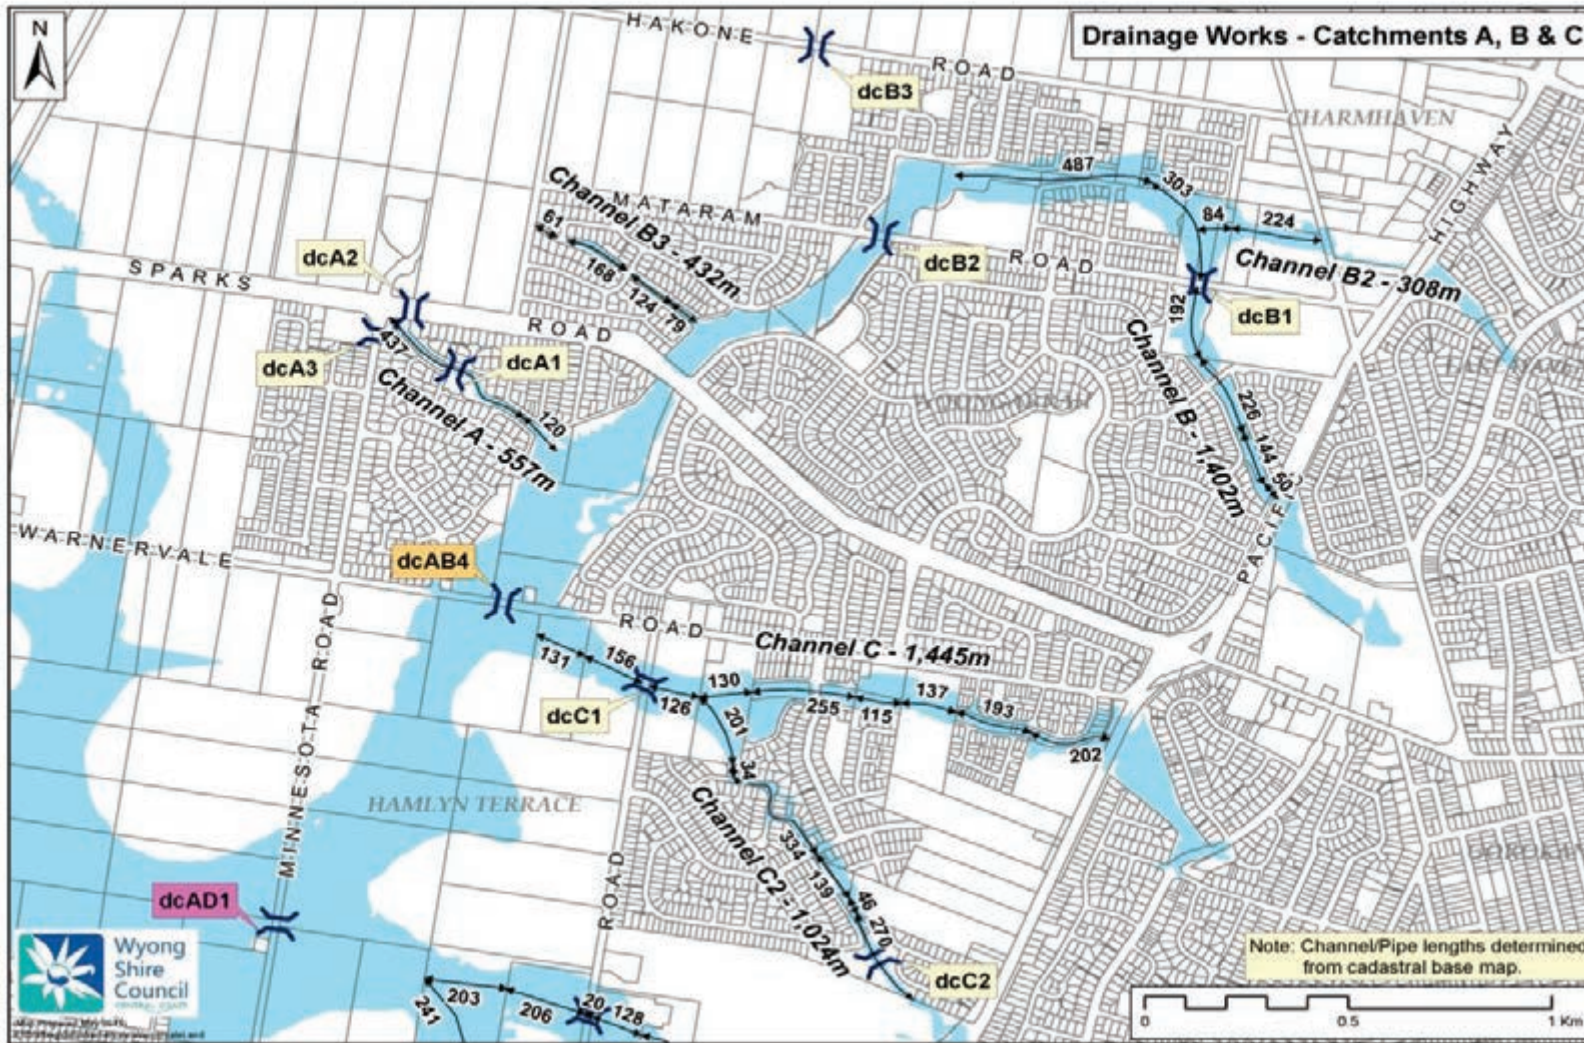 N
Drainage Works - Catchments A, B & C
HAKONE ROAD
dcB3
CHARMHAVEN
HIGHWAY
487
303
84
224
Channel B3 - 432m
MATARAM ROAD
61
168
124
79
dcA2
dcB2
Channel B2 - 308m
SPARKS ROAD
dcB1
192
437
dcA3
dcA1
Channel A - 557m
120
Channel B - 1,402m
226
144
50
PACIF
WARNERVALE ROAD
dcAB4
Channel C - 1,445m
131
156
130
137
dcC1
126
255
115
193
201
202
34
MINNESOTA ROAD
HAMLYN TERRACE
Channel C2 - 1,024m
334
139
46
270
ROAD
dcAD1
dcC2
Wyong
Shire
Council
Note: Channel/Pipe lengths determined
from cadastral base map.
203
206
20
128
241
0 0.5 1 Km